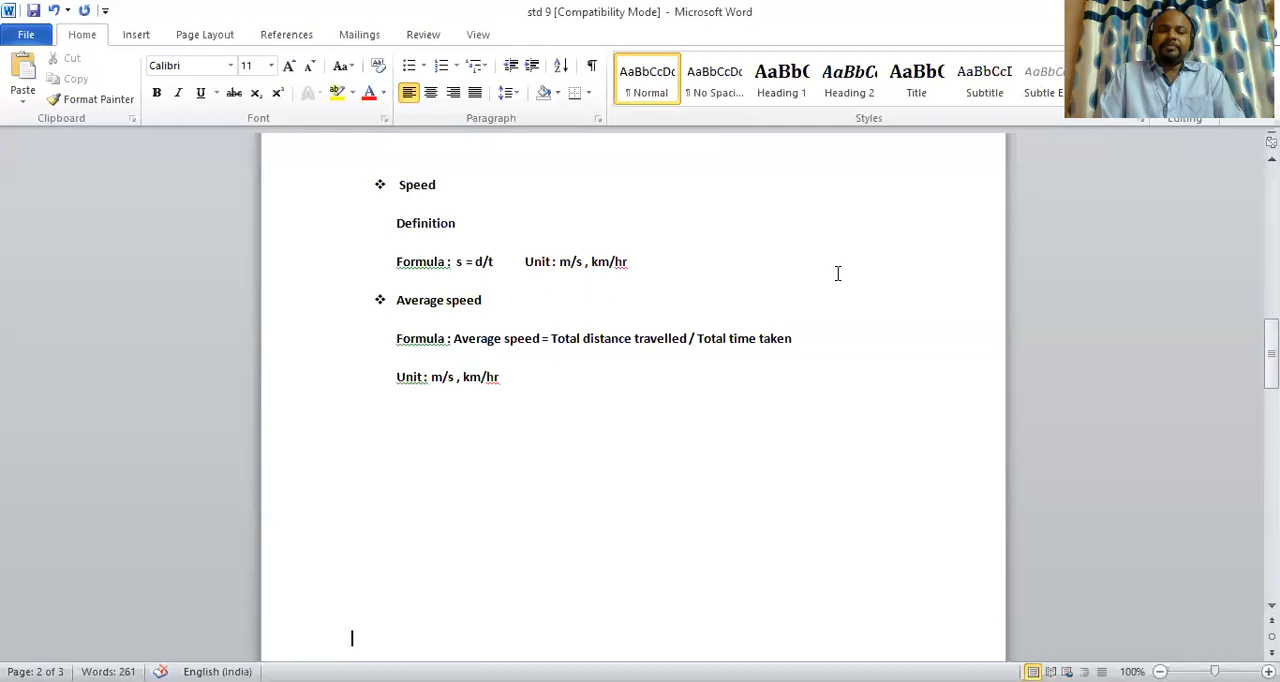 std 9 [Compatibility Mode] - Microsoft Word
File Home Insert Page Layout References Mailings Review View
Paste
Cut
Copy
Format Painter
Calibri 11
AaBbCcDc AaBbCcDc AaBbC AaBbCc AaBbC AaBbCcDc AaBbCcD
¶ Normal ¶ No Spaci... Heading 1 Heading 2 Title Subtitle Subtle E
Clipboard Font Paragraph Styles Editing
❖ Speed
Definition
Formula : s = d/t Unit : m/s , km/hr
❖ Average speed
Formula : Average speed = Total distance travelled / Total time taken
Unit : m/s , km/hr
Page: 2 of 3 Words: 261 English (India) 100%